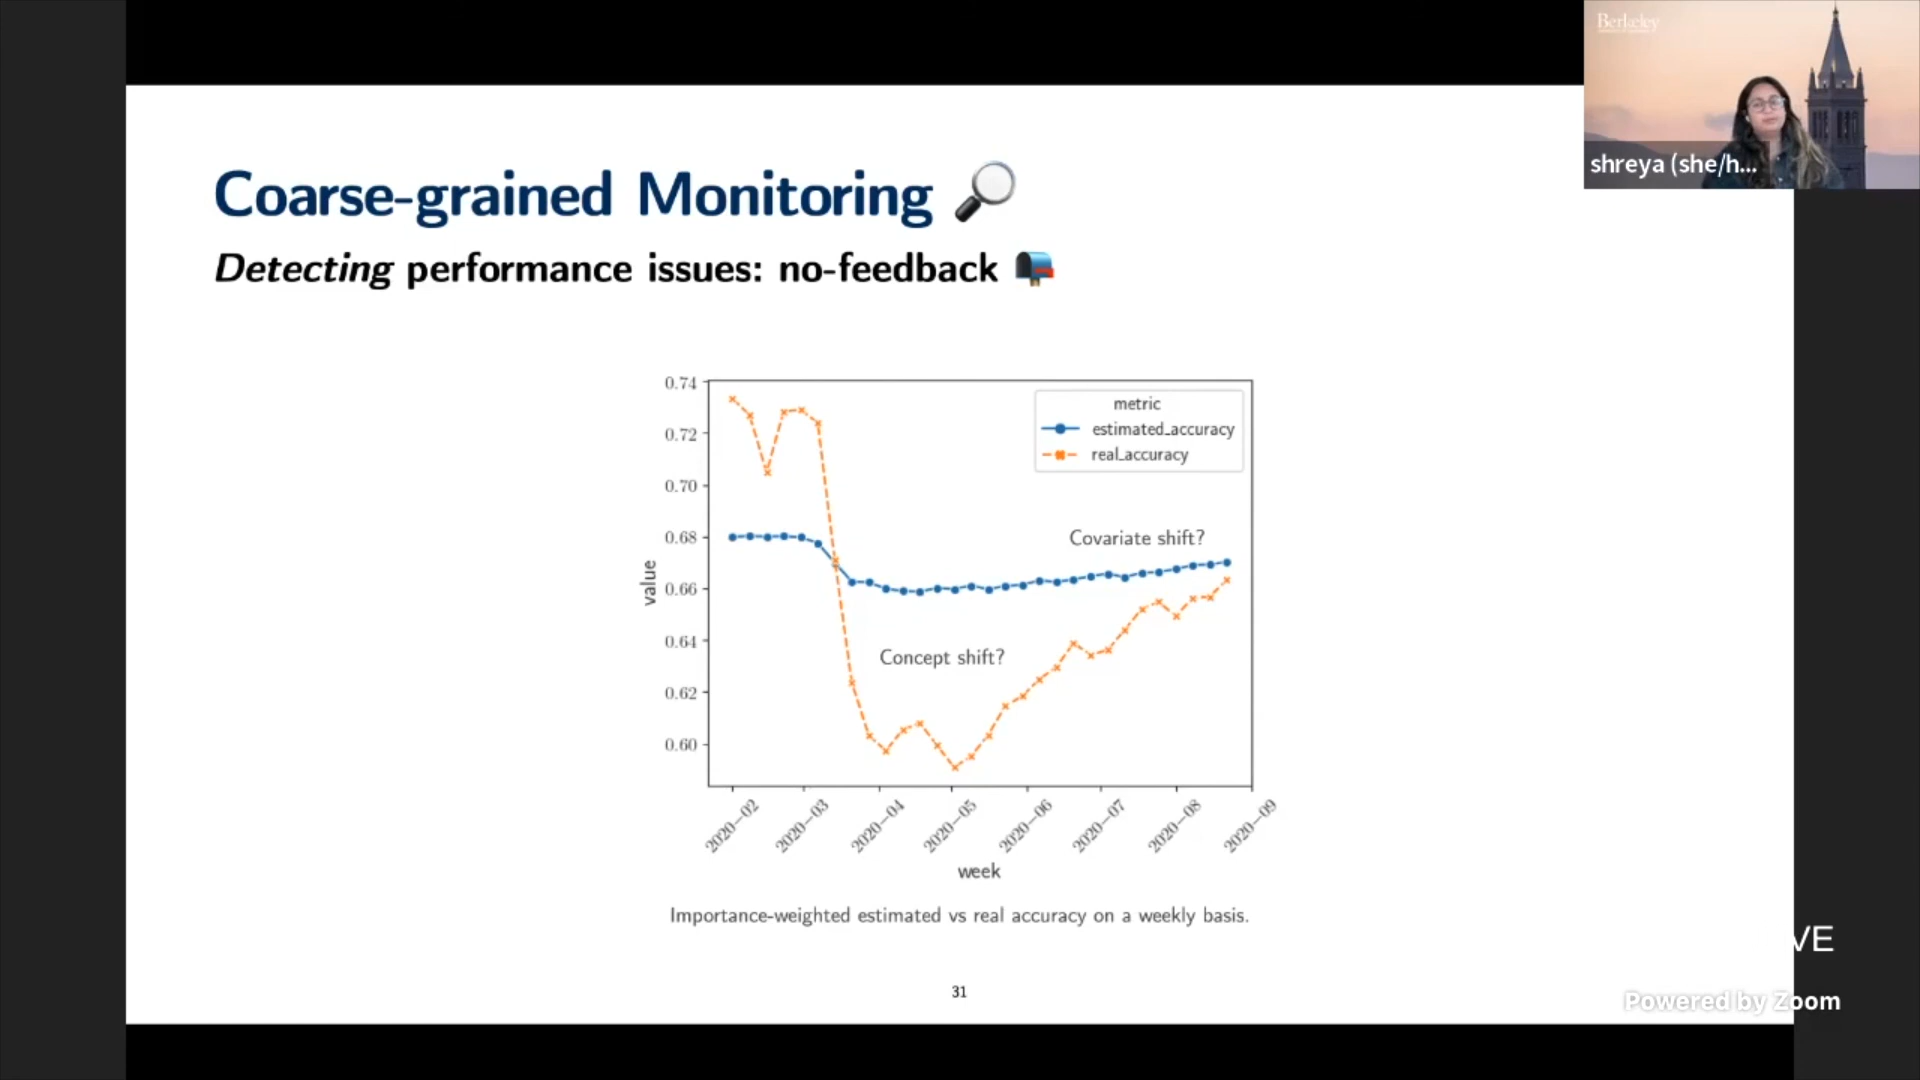 Berkeley
shreya (she/h...
Coarse-grained Monitoring
Detecting performance issues: no-feedback
0.74
0.72
0.70
0.68
0.66
0.64
0.62
0.60
value
metric
estimated_accuracy
real_accuracy
Covariate shift?
Concept shift?
2020–02
2020–03
2020–04
2020–05
2020–06
2020–07
2020–08
2020–09
week
Importance-weighted estimated vs real accuracy on a weekly basis.
31
VE
Powered by Zoom